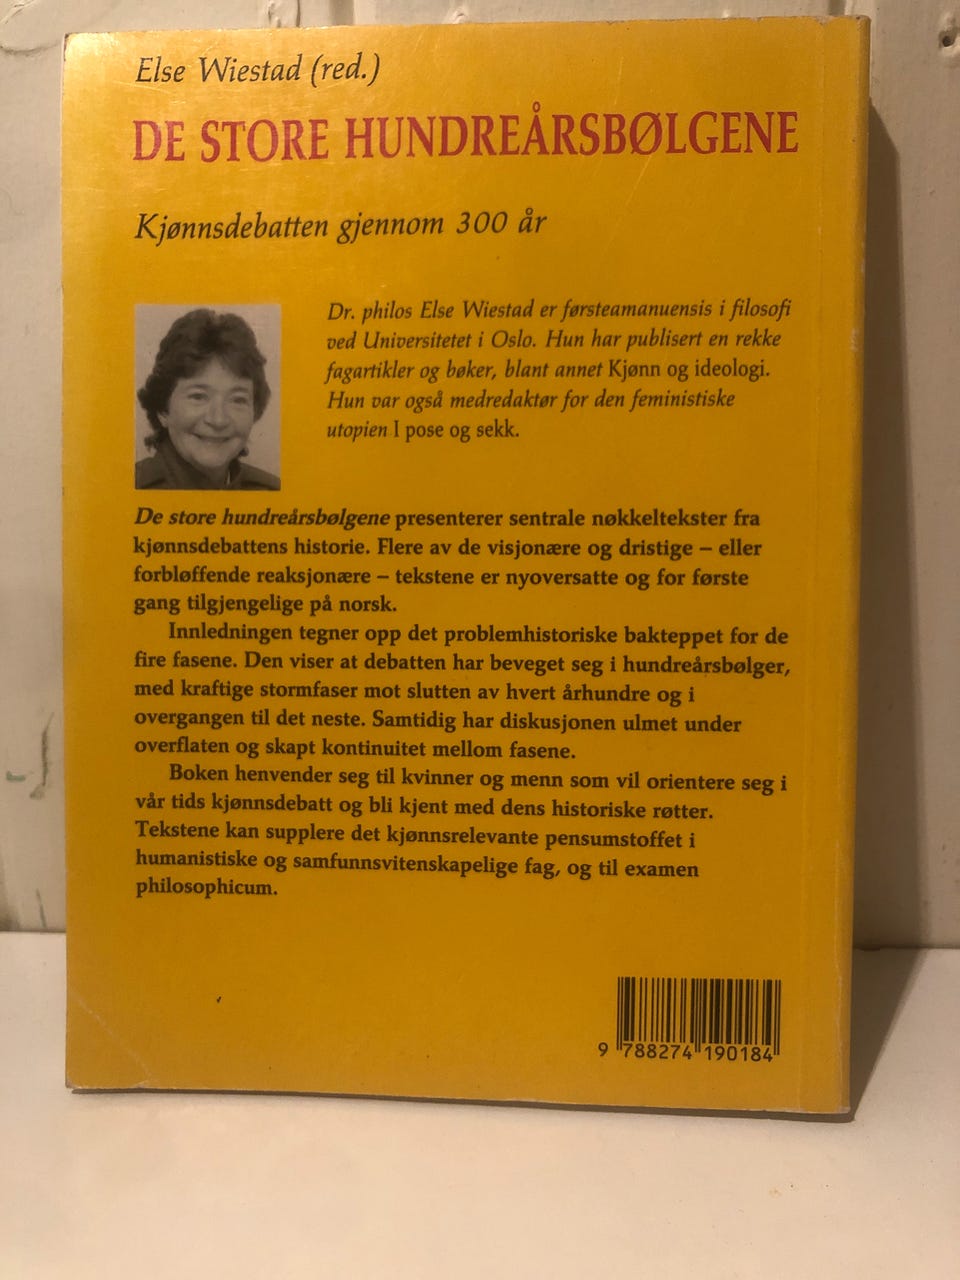 Else Wiestad (red.)
DE STORE HUNDREÅRSBØLGENE
Kjønnsdebatten gjennom 300 år
Dr. philos Else Wiestad er førsteamanuensis i filosofi
ved Universitetet i Oslo. Hun har publisert en rekke
fagartikler og bøker, blant annet Kjønn og ideologi.
Hun var også medredaktør for den feministiske
utopien I pose og sekk.
De store hundreårsbølgene presenterer sentrale nøkkeltekster fra
kjønnsdebattens historie. Flere av de visjonære og dristige – eller
forbløffende reaksjonære – tekstene er nyoversatte og for første
gang tilgjengelige på norsk.
Innledningen tegner opp det problemhistoriske bakteppet for de
fire fasene. Den viser at debatten har beveget seg i hundreårsbølger,
med kraftige stormfaser mot slutten av hvert århundre og i
overgangen til det neste. Samtidig har diskusjonen ulmet under
overflaten og skapt kontinuitet mellom fasene.
Boken henvender seg til kvinner og menn som vil orientere seg i
vår tids kjønnsdebatt og bli kjent med dens historiske røtter.
Tekstene kan supplere det kjønnsrelevante pensumstoffet i
humanistiske og samfunnsvitenskapelige fag, og til examen
philosophicum.
9 788274 190184